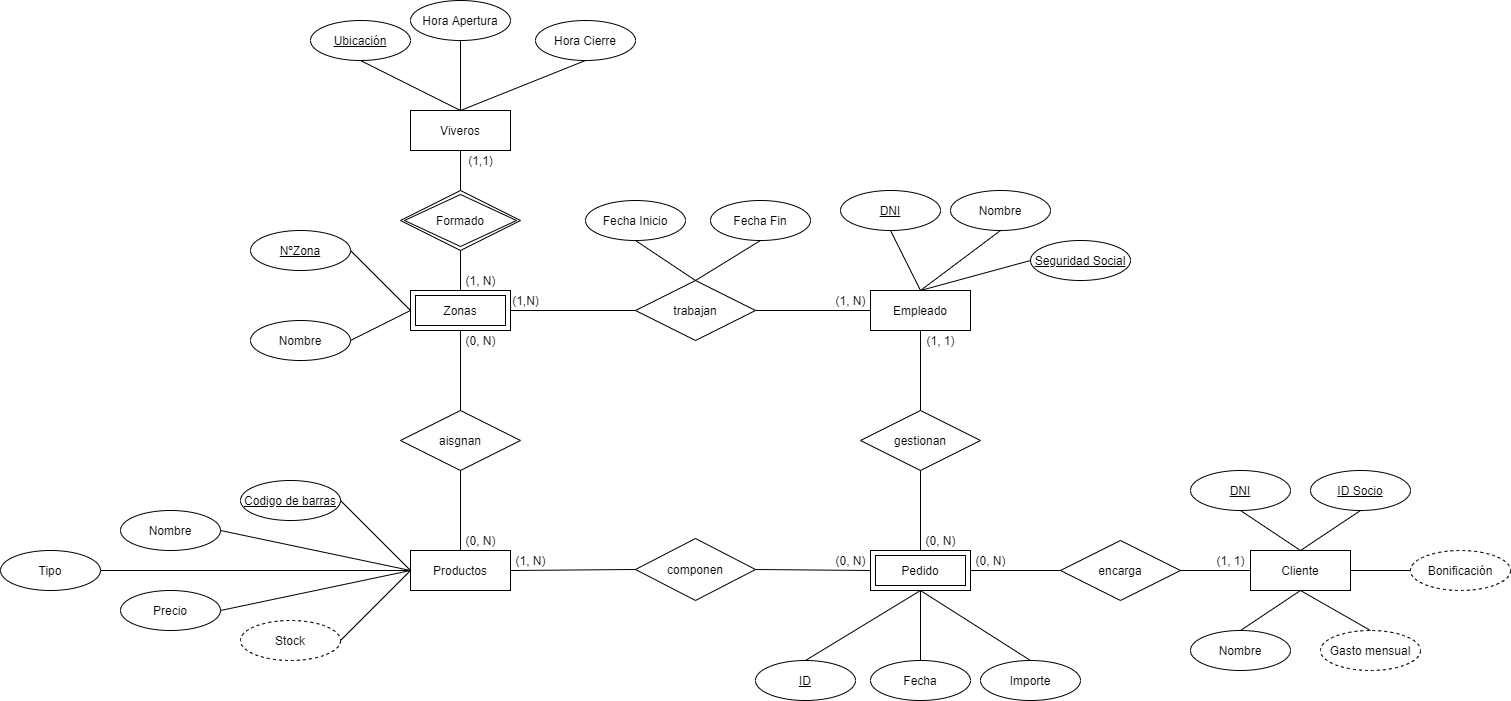 Hora Apertura
Ubicación
Hora Cierre
Viveros
(1,1)
Formado
Fecha Inicio
Fecha Fin
DNI
Nombre
NºZona
Seguridad Social
(1, N)
Zonas
(1,N)
trabajan
(1, N)
Empleado
Nombre
(0, N)
(1, 1)
aisgnan
gestionan
Codigo de barras
DNI
ID Socio
Nombre
(0, N)
(0, N)
Tipo
Productos
(1, N)
componen
(0, N)
Pedido
(0, N)
encarga
(1, 1)
Cliente
Bonificación
Precio
Stock
Nombre
Gasto mensual
ID
Fecha
Importe